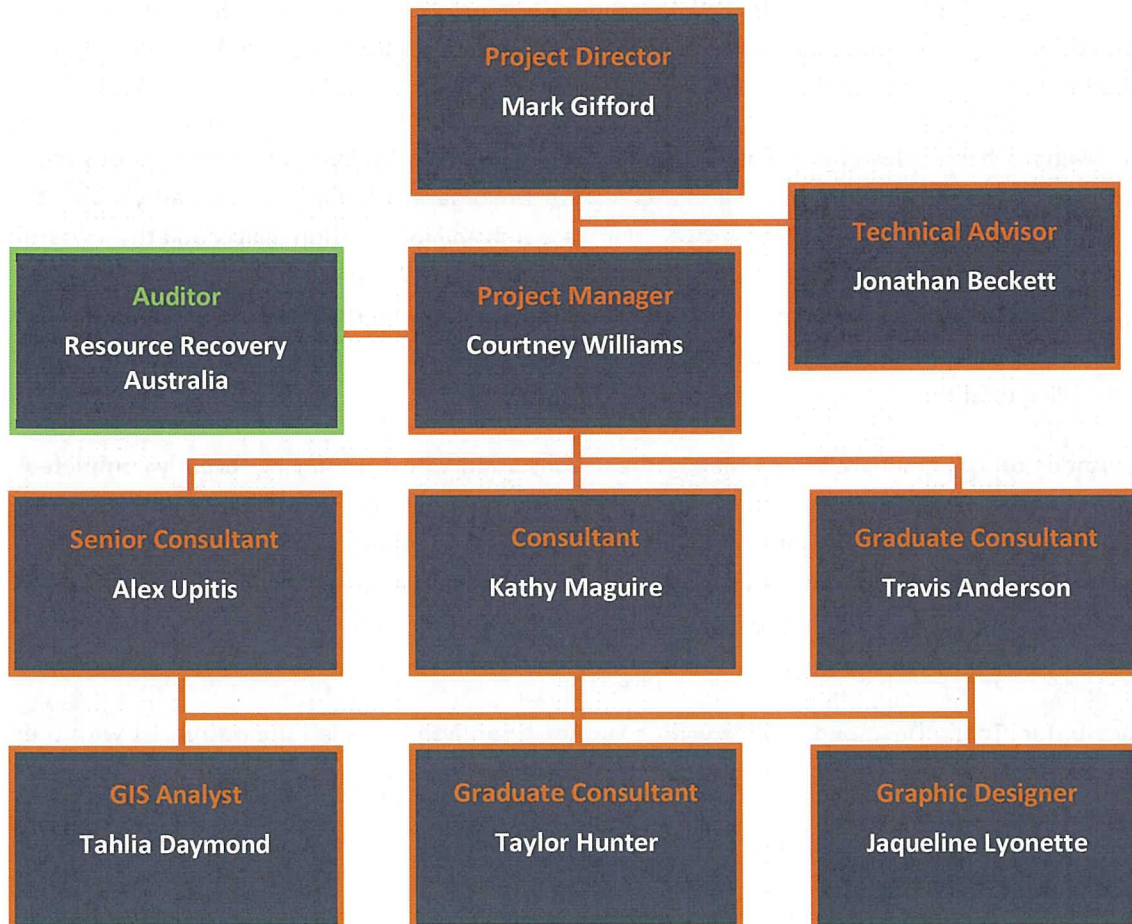 Project Director
Mark Gifford
Technical Advisor
Jonathan Beckett
Auditor
Resource Recovery
Australia
Project Manager
Courtney Williams
Senior Consultant
Alex Upitis
Consultant
Kathy Maguire
Graduate Consultant
Travis Anderson
GIS Analyst
Tahlia Daymond
Graduate Consultant
Taylor Hunter
Graphic Designer
Jaqueline Lyonette